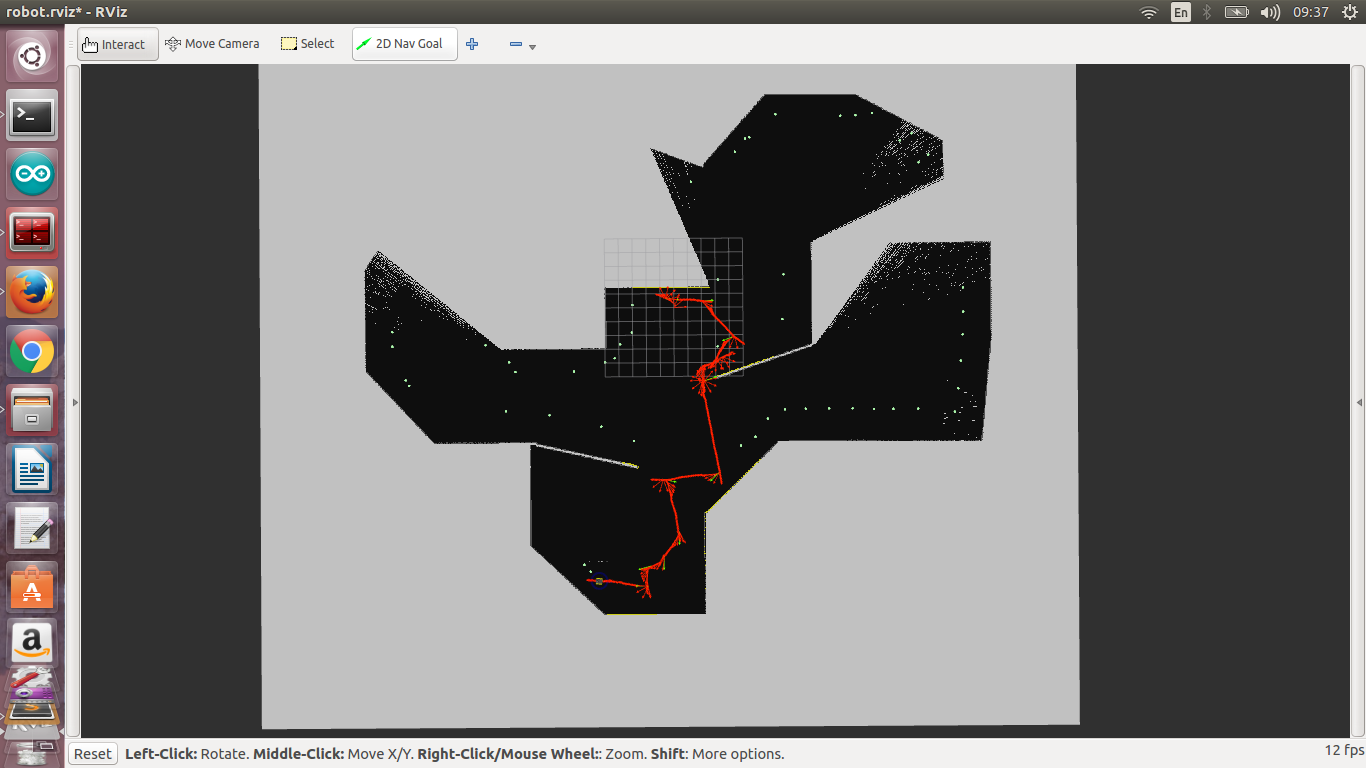 robot.rviz* - RViz
En
09:37
Interact
Move Camera
Select
2D Nav Goal
a
Reset
Left-Click: Rotate. Middle-Click: Move X/Y. Right-Click/Mouse Wheel:: Zoom. Shift: More options.
12 fps